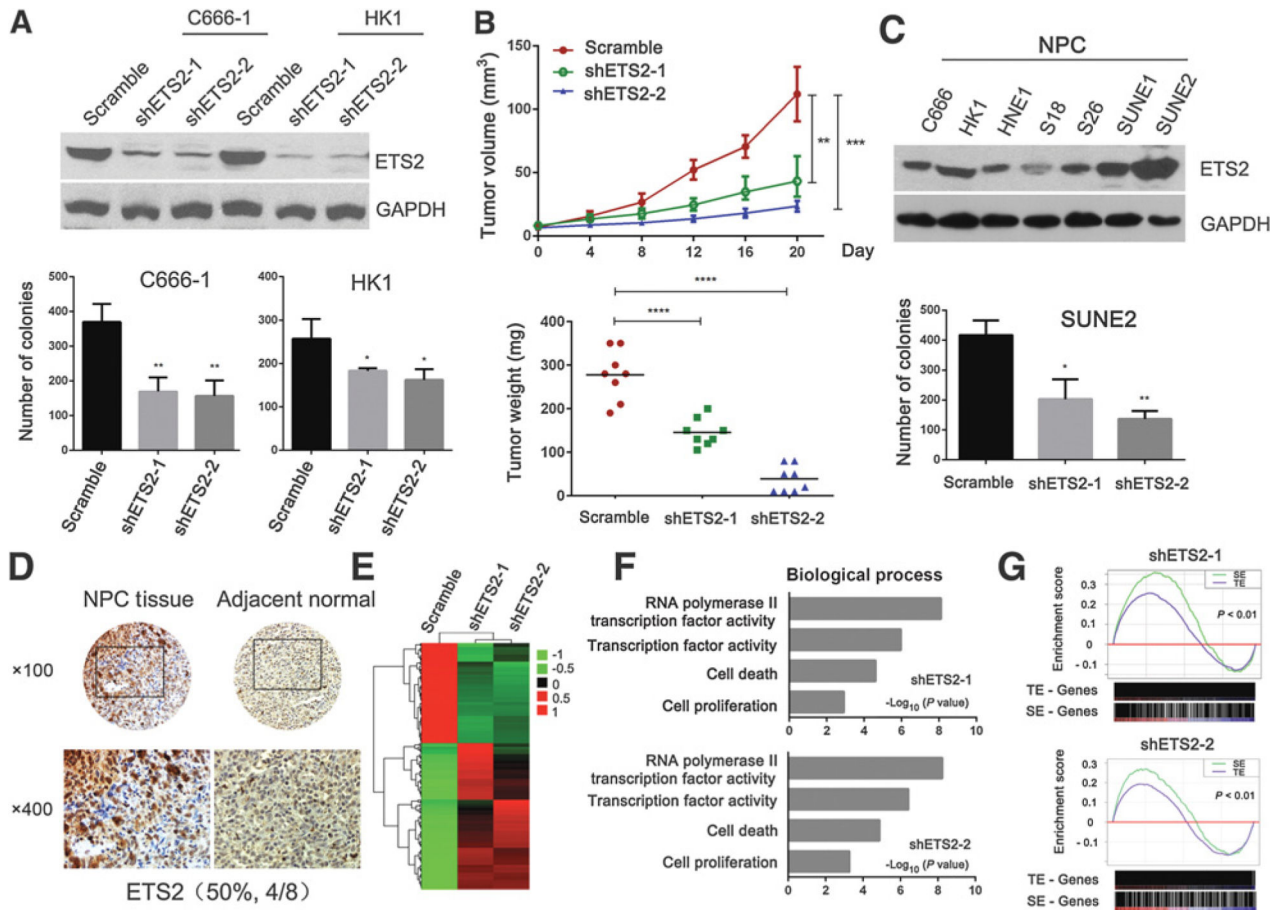 A
C666-1
HK1
Scramble
shETS2-1
shETS2-2
Scramble
shETS2-1
shETS2-2
ETS2
GAPDH
C666-1
Number of colonies
500
400
300
200
100
0
**
**
Scramble
shETS2-1
shETS2-2
HK1
400
300
200
100
0
*
*
Scramble
shETS2-1
shETS2-2
B
Tumor volume (mm3)
150
100
50
0
Scramble
shETS2-1
shETS2-2
**
***
0 4 8 12 16 20 Day
Tumor weight (mg)
400
300
200
100
0
****
****
Scramble shETS2-1 shETS2-2
C
NPC
C666
HK1
HNE1
S18
S26
SUNE1
SUNE2
ETS2
GAPDH
SUNE2
Number of colonies
600
400
200
0
*
**
Scramble shETS2-1 shETS2-2
D
NPC tissue Adjacent normal
×100
×400
ETS2 (50%, 4/8)
E
Scramble
shETS2-1
shETS2-2
-1
-0.5
0
0.5
1
F
Biological process
RNA polymerase II
transcription factor activity
Transcription factor activity
Cell death
Cell proliferation
shETS2-1
-Log10 (P value)
0 2 4 6 8 10
RNA polymerase II
transcription factor activity
Transcription factor activity
Cell death
Cell proliferation
shETS2-2
-Log10 (P value)
0 2 4 6 8 10
G
shETS2-1
Enrichment score
0.3
0.2
0.1
0
- 0.1
SE
TE
P < 0.01
TE - Genes
SE - Genes
shETS2-2
Enrichment score
0.3
0.2
0.1
0
- 0.1
SE
TE
P < 0.01
TE - Genes
SE - Genes